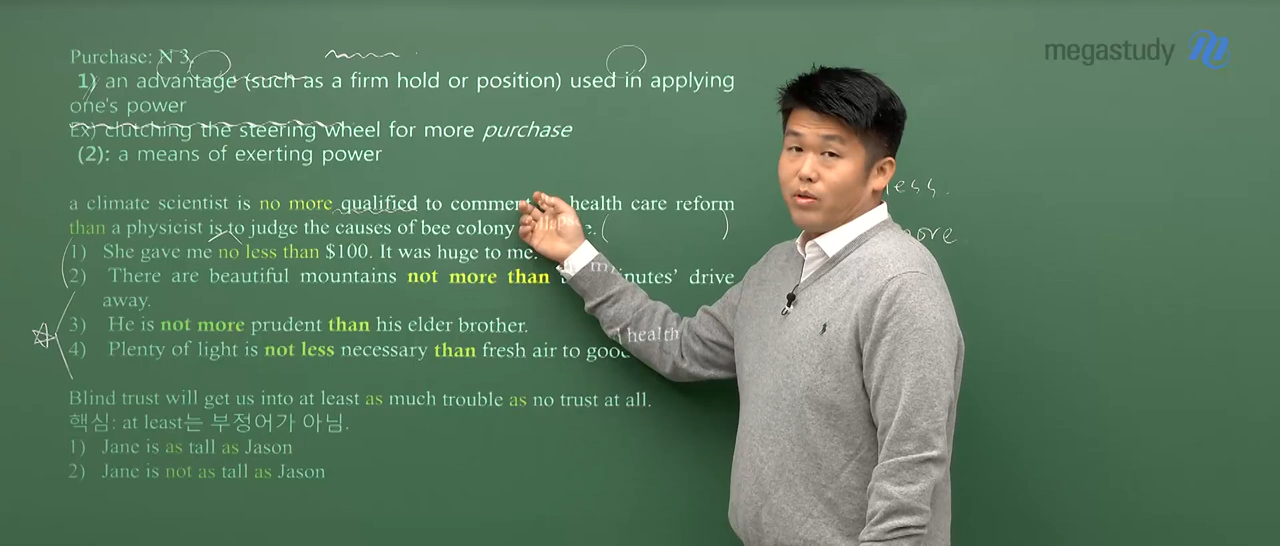 megastudy
Purchase: N 3.
1) an advantage (such as a firm hold or position) used in applying
one's power
Ex) clutching the steering wheel for more purchase
(2): a means of exerting power
a climate scientist is no more qualified to comment health care reform
than a physicist is to judge the causes of bee colony
1) She gave me no less than $100. It was huge to me.
2) There are beautiful mountains not more than minutes' drive
away.
3) He is not more prudent than his elder brother.
4) Plenty of light is not less necessary than fresh air to good health
Blind trust will get us into at least as much trouble as no trust at all.
핵심: at least는 부정어가 아님.
1) Jane is as tall as Jason
2) Jane is not as tall as Jason
less.
more